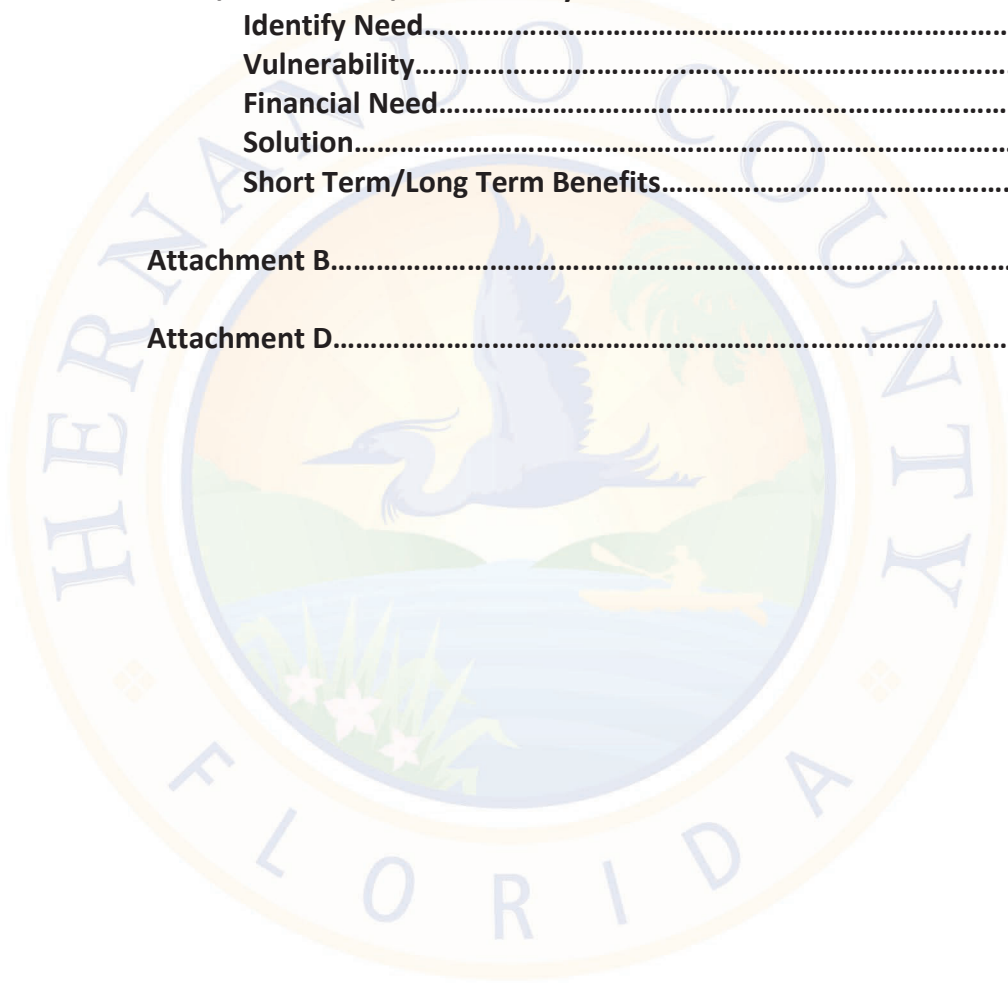 Identify Need……………………………………………………………………
Vulnerability………………………………………………………………………
Financial Need……………………………………………………………………
Solution………………………………………………………………………………
Short Term/Long Term Benefits………………………………………
Attachment B………………………………………………………………………………
Attachment D………………………………………………………………………………
HERNANDO COUNTY
FLORIDA